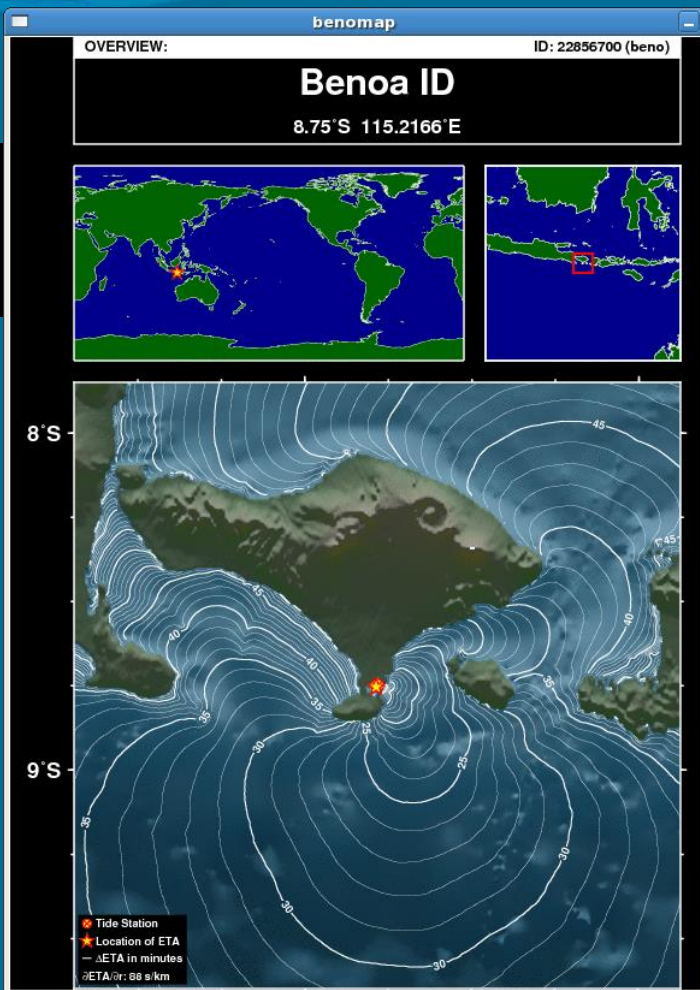 benomap
OVERVIEW: ID: 22856700 (beno)
Benoa ID
8.75°S 115.2166°E
8°S
9°S
45
45
40
45
40
40
35
35
35
25
25
30
35
30
30
30
Tide Station
Location of ETA
ΔETA in minutes
∂ETA/∂r: 88 s/km